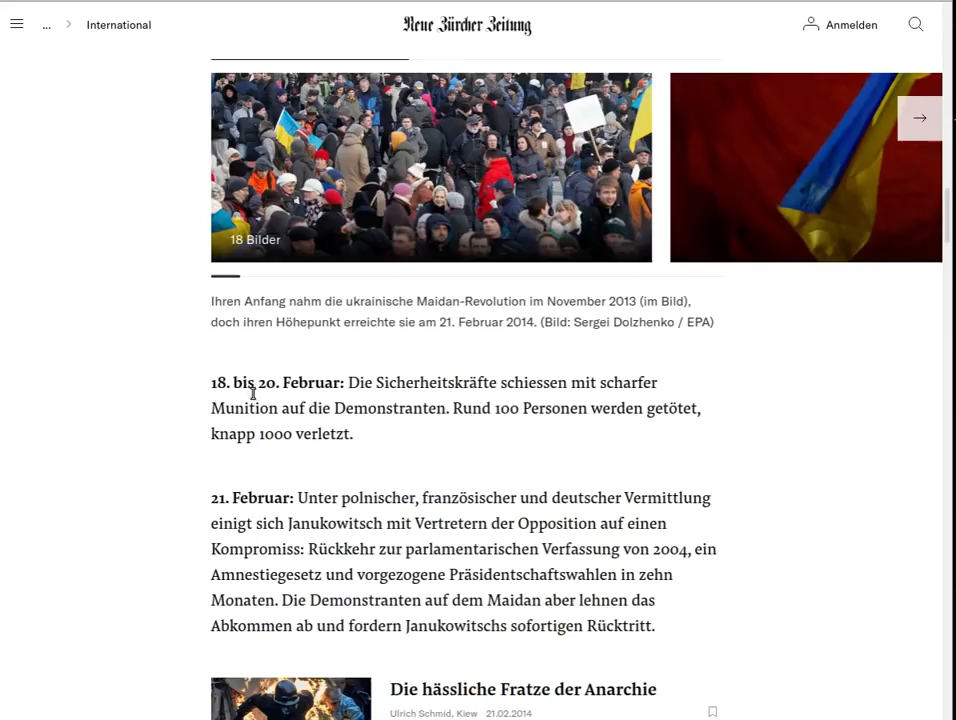 ... > International
Neue Zürcher Zeitung
Anmelden
18 Bilder
Ihren Anfang nahm die ukrainische Maidan-Revolution im November 2013 (im Bild),
doch ihren Höhepunkt erreichte sie am 21. Februar 2014. (Bild: Sergei Dolzhenko / EPA)
18. bis 20. Februar: Die Sicherheitskräfte schiessen mit scharfer
Munition auf die Demonstranten. Rund 100 Personen werden getötet,
knapp 1000 verletzt.
21. Februar: Unter polnischer, französischer und deutscher Vermittlung
einigt sich Janukowitsch mit Vertretern der Opposition auf einen
Kompromiss: Rückkehr zur parlamentarischen Verfassung von 2004, ein
Amnestiegesetz und vorgezogene Präsidentschaftswahlen in zehn
Monaten. Die Demonstranten auf dem Maidan aber lehnen das
Abkommen ab und fordern Janukowitschs sofortigen Rücktritt.
Die hässliche Fratze der Anarchie
Ulrich Schmid, Kiew 21.02.2014